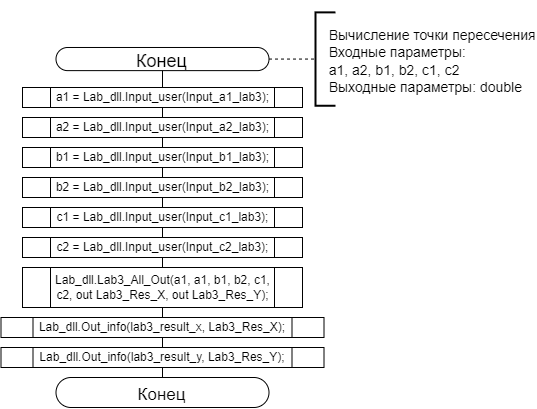 Конец
Вычисление точки пересечения
Входные параметры:
a1, a2, b1, b2, c1, c2
Выходные параметры: double
a1 = Lab_dll.Input_user(Input_a1_lab3);
a2 = Lab_dll.Input_user(Input_a2_lab3);
b1 = Lab_dll.Input_user(Input_b1_lab3);
b2 = Lab_dll.Input_user(Input_b2_lab3);
c1 = Lab_dll.Input_user(Input_c1_lab3);
c2 = Lab_dll.Input_user(Input_c2_lab3);
Lab_dll.Lab3_All_Out(a1, a1, b1, b2, c1,
c2, out Lab3_Res_X, out Lab3_Res_Y);
Lab_dll.Out_info(lab3_result_x, Lab3_Res_X);
Lab_dll.Out_info(lab3_result_y, Lab3_Res_Y);
Конец